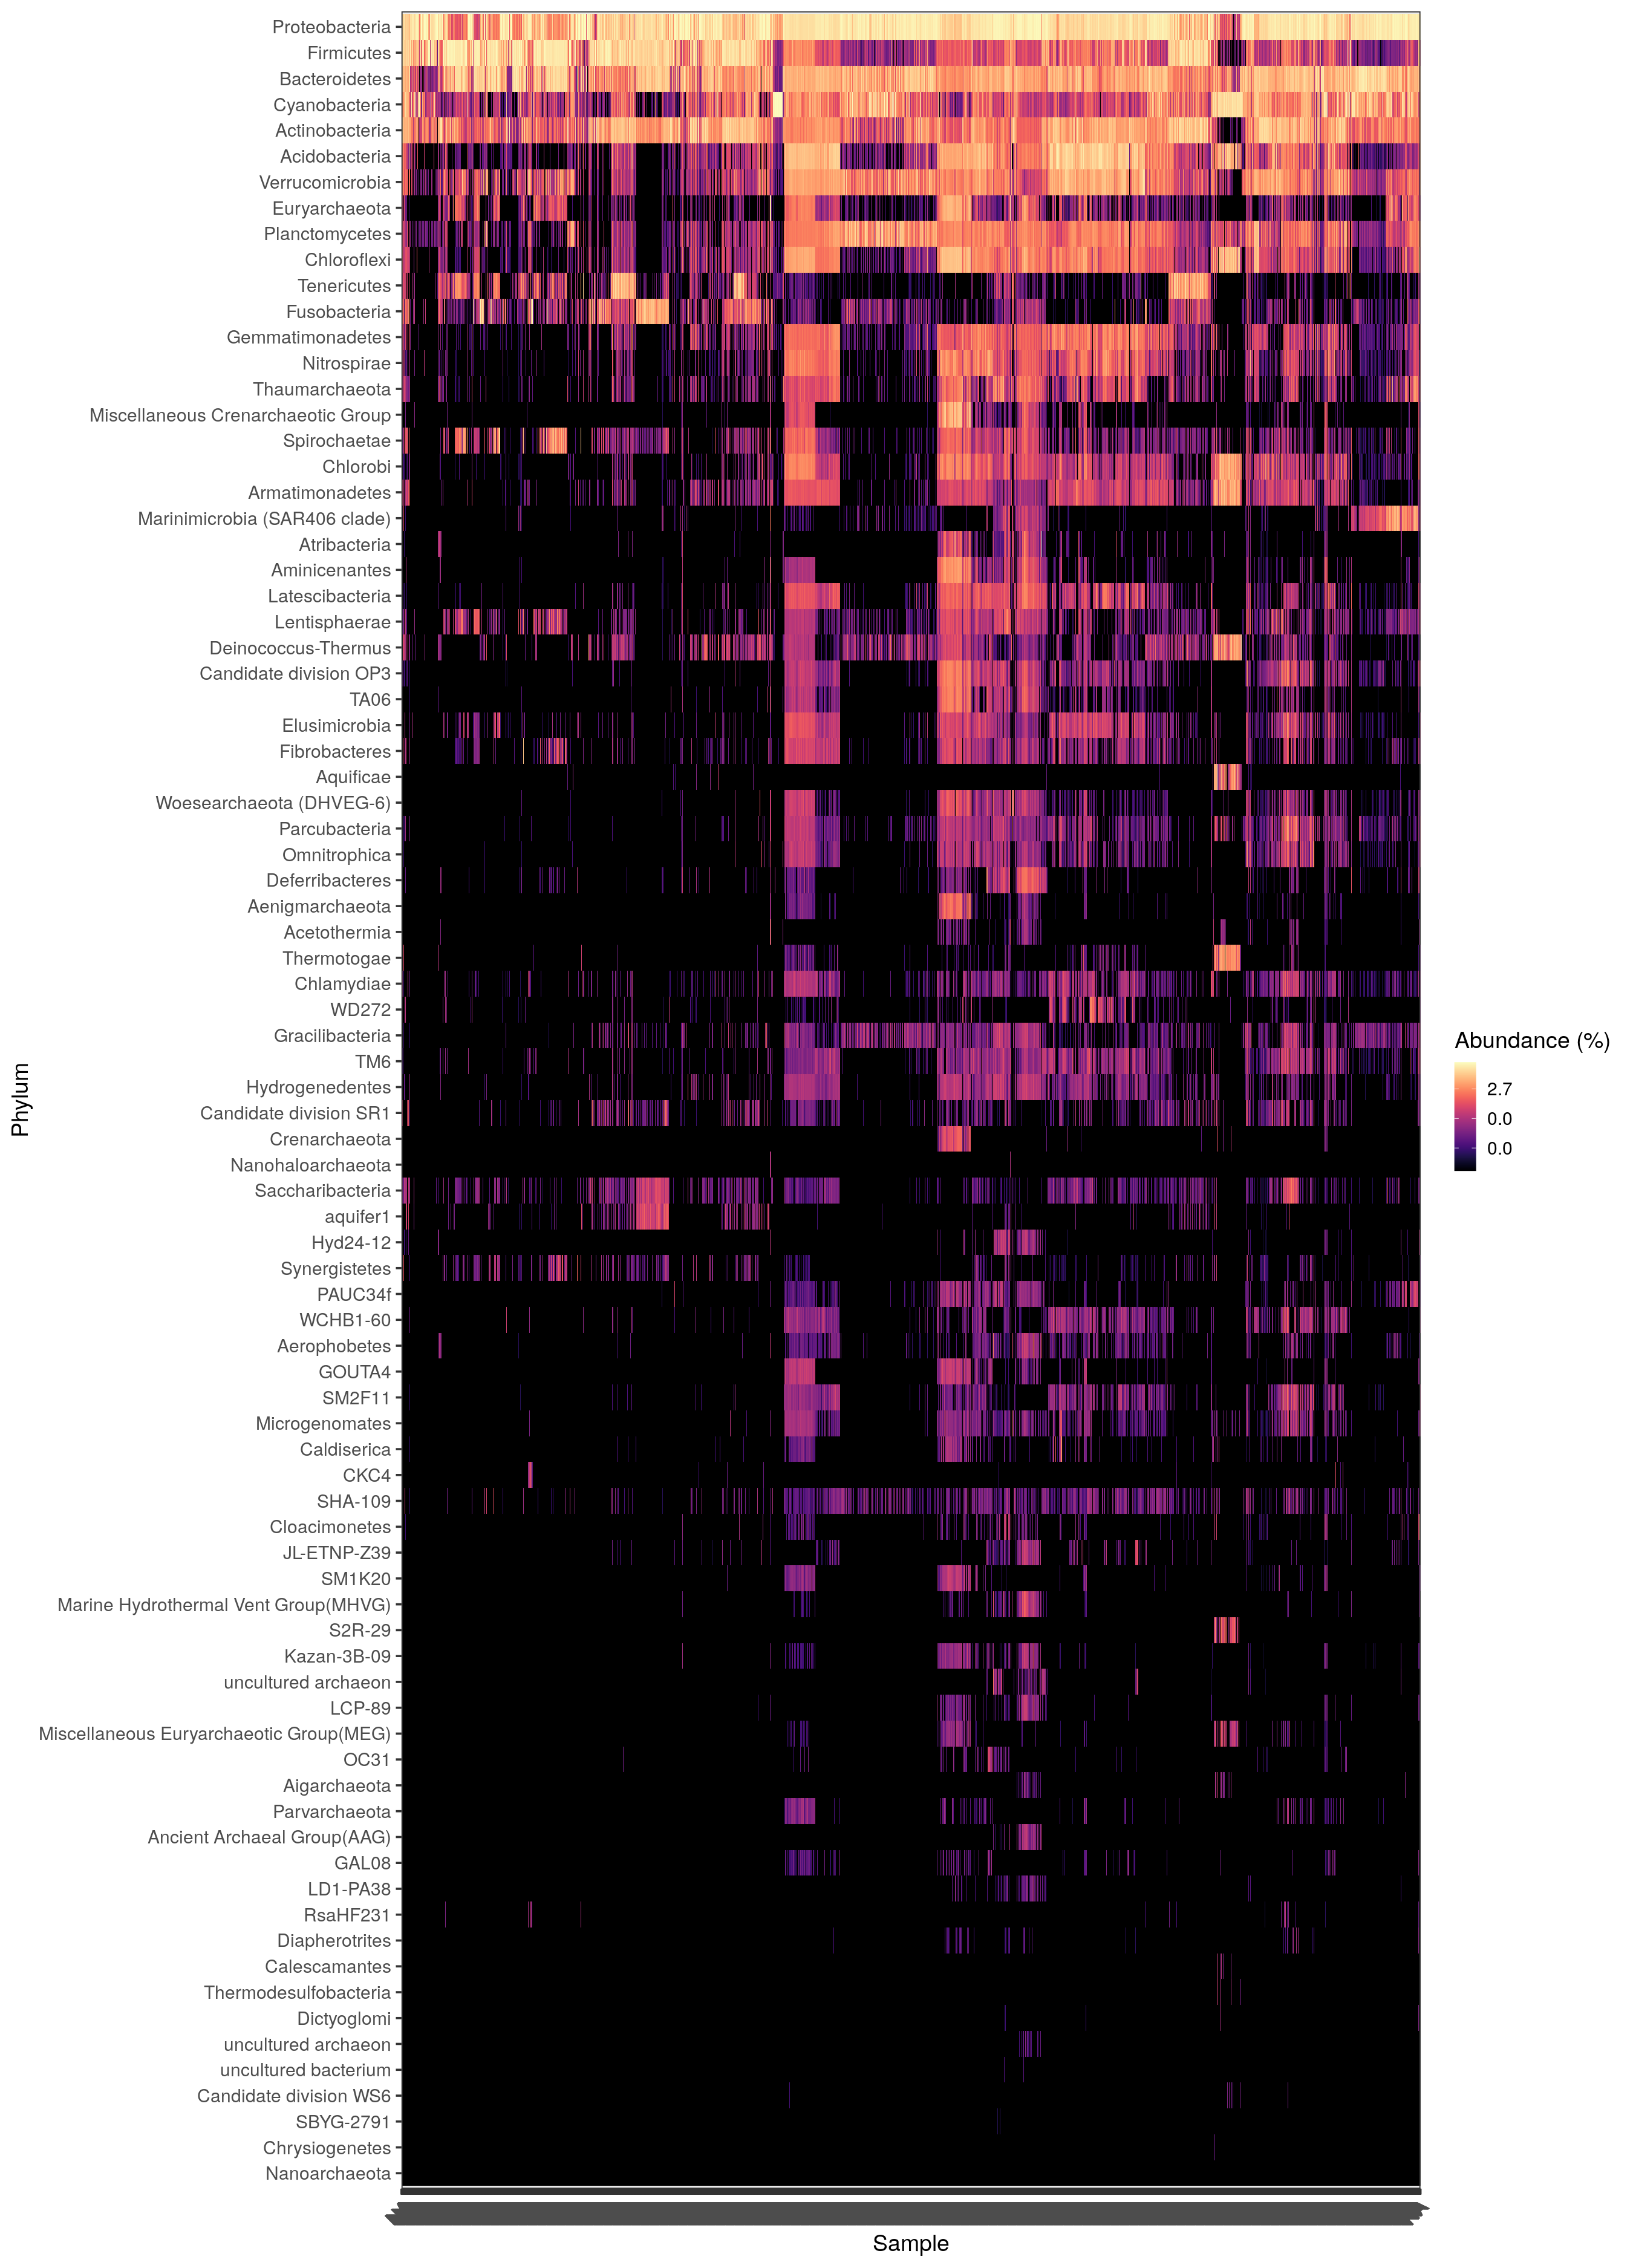 Proteobacteria
Firmicutes
Bacteroidetes
Cyanobacteria
Actinobacteria
Acidobacteria
Verrucomicrobia
Euryarchaeota
Planctomycetes
Chloroflexi
Tenericutes
Fusobacteria
Gemmatimonadetes
Nitrospirae
Thaumarchaeota
Miscellaneous Crenarchaeotic Group
Spirochaetae
Chlorobi
Armatimonadetes
Marinimicrobia (SAR406 clade)
Atribacteria
Aminicenantes
Latescibacteria
Lentisphaerae
Deinococcus-Thermus
Candidate division OP3
TA06
Elusimicrobia
Fibrobacteres
Aquificae
Woesearchaeota (DHVEG-6)
Parcubacteria
Omnitrophica
Deferribacteres
Aenigmarchaeota
Acetothermia
Thermotogae
Chlamydiae
WD272
Gracilibacteria
TM6
Hydrogenedentes
Candidate division SR1
Crenarchaeota
Nanohaloarchaeota
Saccharibacteria
aquifer1
Hyd24-12
Synergistetes
PAUC34f
WCHB1-60
Aerophobetes
GOUTA4
SM2F11
Microgenomates
Caldiserica
CKC4
SHA-109
Cloacimonetes
JL-ETNP-Z39
SM1K20
Marine Hydrothermal Vent Group(MHVG)
S2R-29
Kazan-3B-09
uncultured archaeon
LCP-89
Miscellaneous Euryarchaeotic Group(MEG)
OC31
Aigarchaeota
Parvarchaeota
Ancient Archaeal Group(AAG)
GAL08
LD1-PA38
RsaHF231
Diapherotrites
Calescamantes
Thermodesulfobacteria
Dictyoglomi
uncultured archaeon
uncultured bacterium
Candidate division WS6
SBYG-2791
Chrysiogenetes
Nanoarchaeota
Phylum
Sample
Abundance (%)
2.7
0.0
0.0